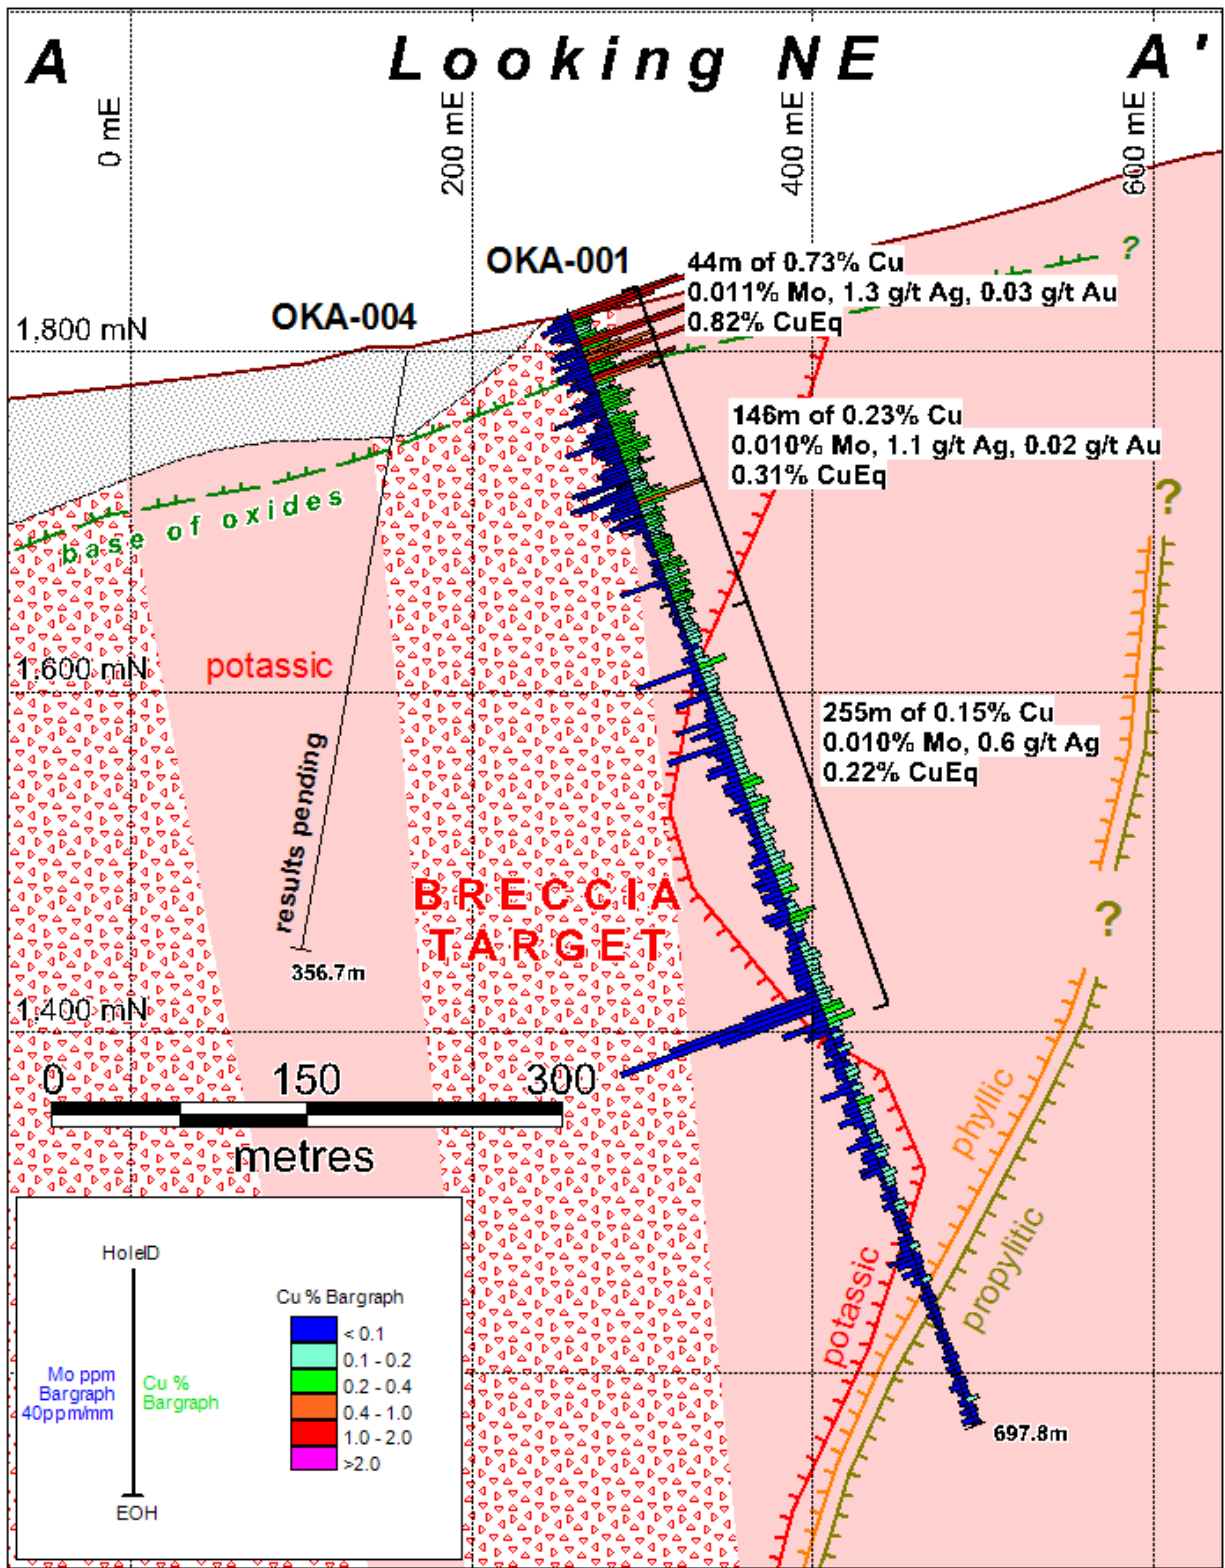 A Looking NE A'
0 mE
200 mE
400 mE
600 mE
OKA-001
OKA-004
44m of 0.73% Cu
0.011% Mo, 1.3 g/t Ag, 0.03 g/t Au
0.82% CuEq
?
1,800 mN
146m of 0.23% Cu
0.010% Mo, 1.1 g/t Ag, 0.02 g/t Au
0.31% CuEq
?
base of oxides
1,600 mN
potassic
255m of 0.15% Cu
0.010% Mo, 0.6 g/t Ag
0.22% CuEq
results pending
BRECCIA
TARGET
?
356.7m
1,400 mN
0 150 300
metres
phyllic
propylitic
potassic
697.8m
HoleID
Mo ppm
Bargraph
40ppm/mm
Cu %
Bargraph
EOH
Cu % Bargraph
< 0.1
0.1 - 0.2
0.2 - 0.4
0.4 - 1.0
1.0 - 2.0
>2.0